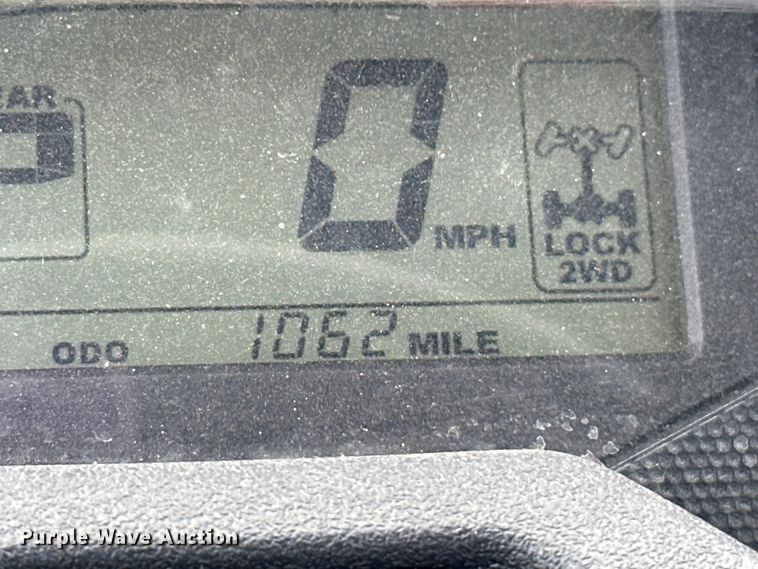 0 MPH
LOCK
2WD
ODO 1062 MILE
Purple Wave Auction